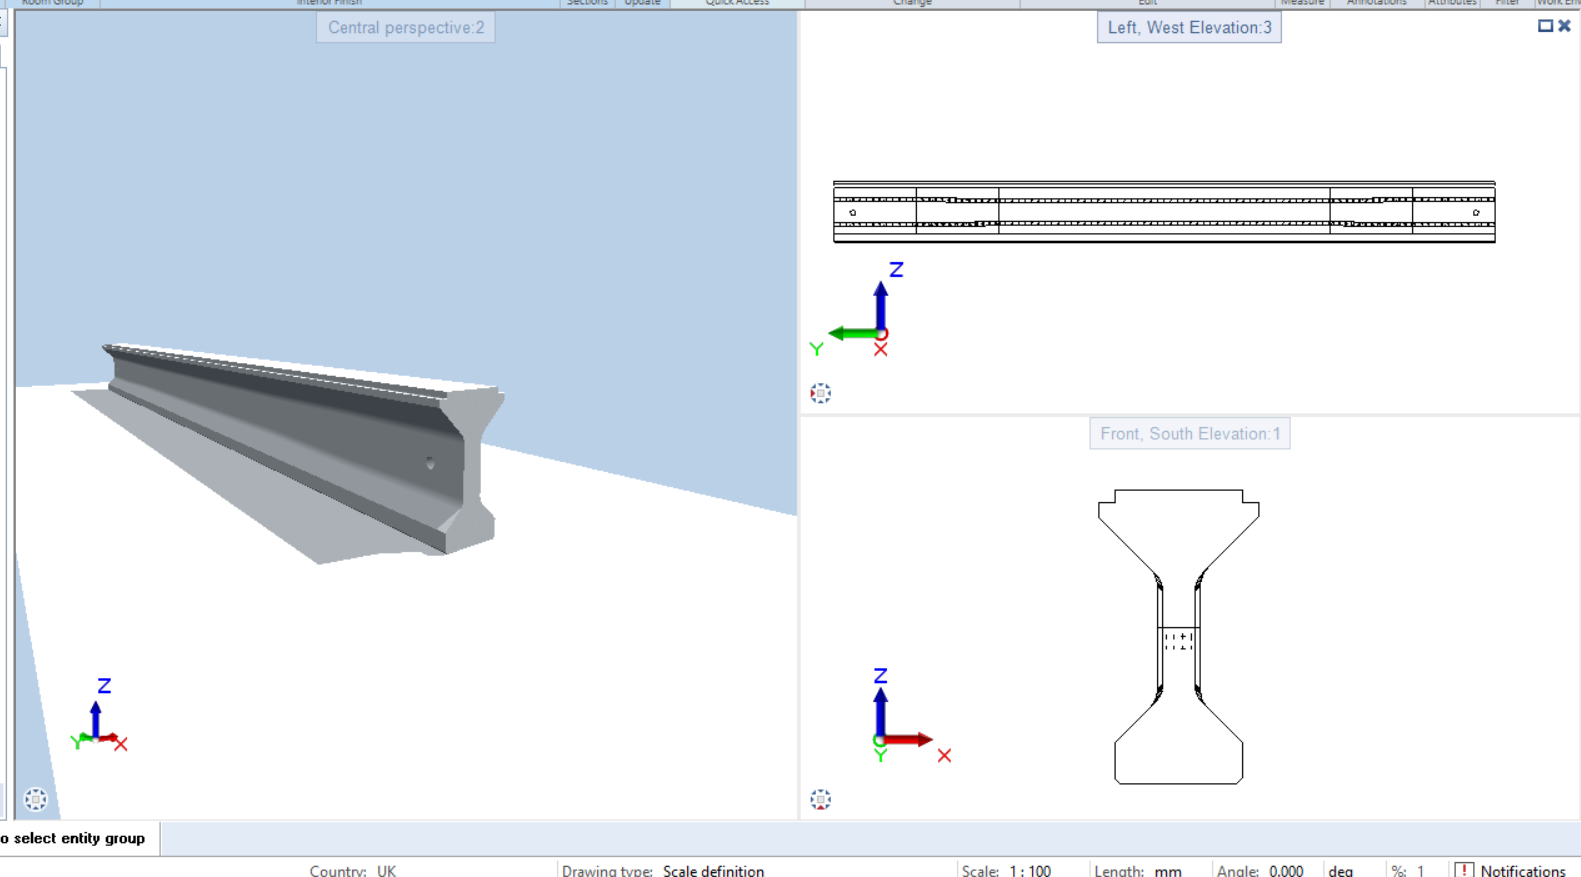 Room Group
Interior Finish
Sections
Update
Quick Access
Change
Edit
Measure
Annotations
Attributes
Filter
Work
Central perspective:2
Left, West Elevation:3
Z
Y
X
Front, South Elevation:1
Z
Y
X
Z
Y
X
o select entity group
Country: UK
Drawing type: Scale definition
Scale: 1 : 100
Length: mm
Angle: 0.000 deg
%: 1
! Notifications